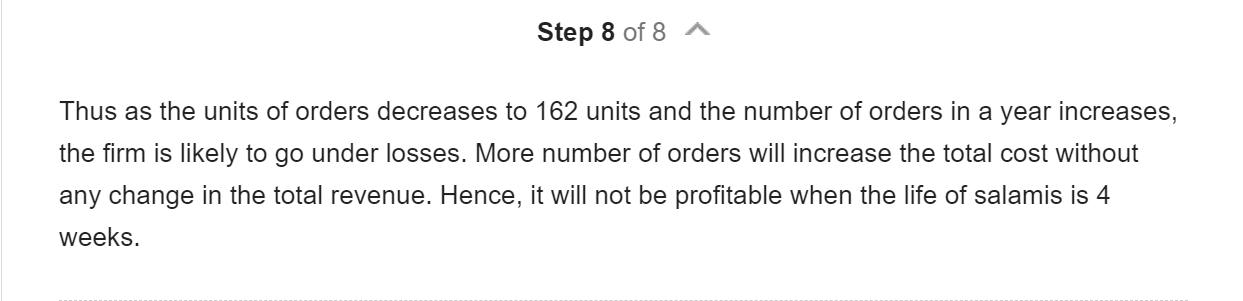 Step 8 of 8
Thus as the units of orders decreases to 162 units and the number of orders in a year increases,
the firm is likely to go under losses. More number of orders will increase the total cost without
any change in the total revenue. Hence, it will not be profitable when the life of salamis is 4
weeks.